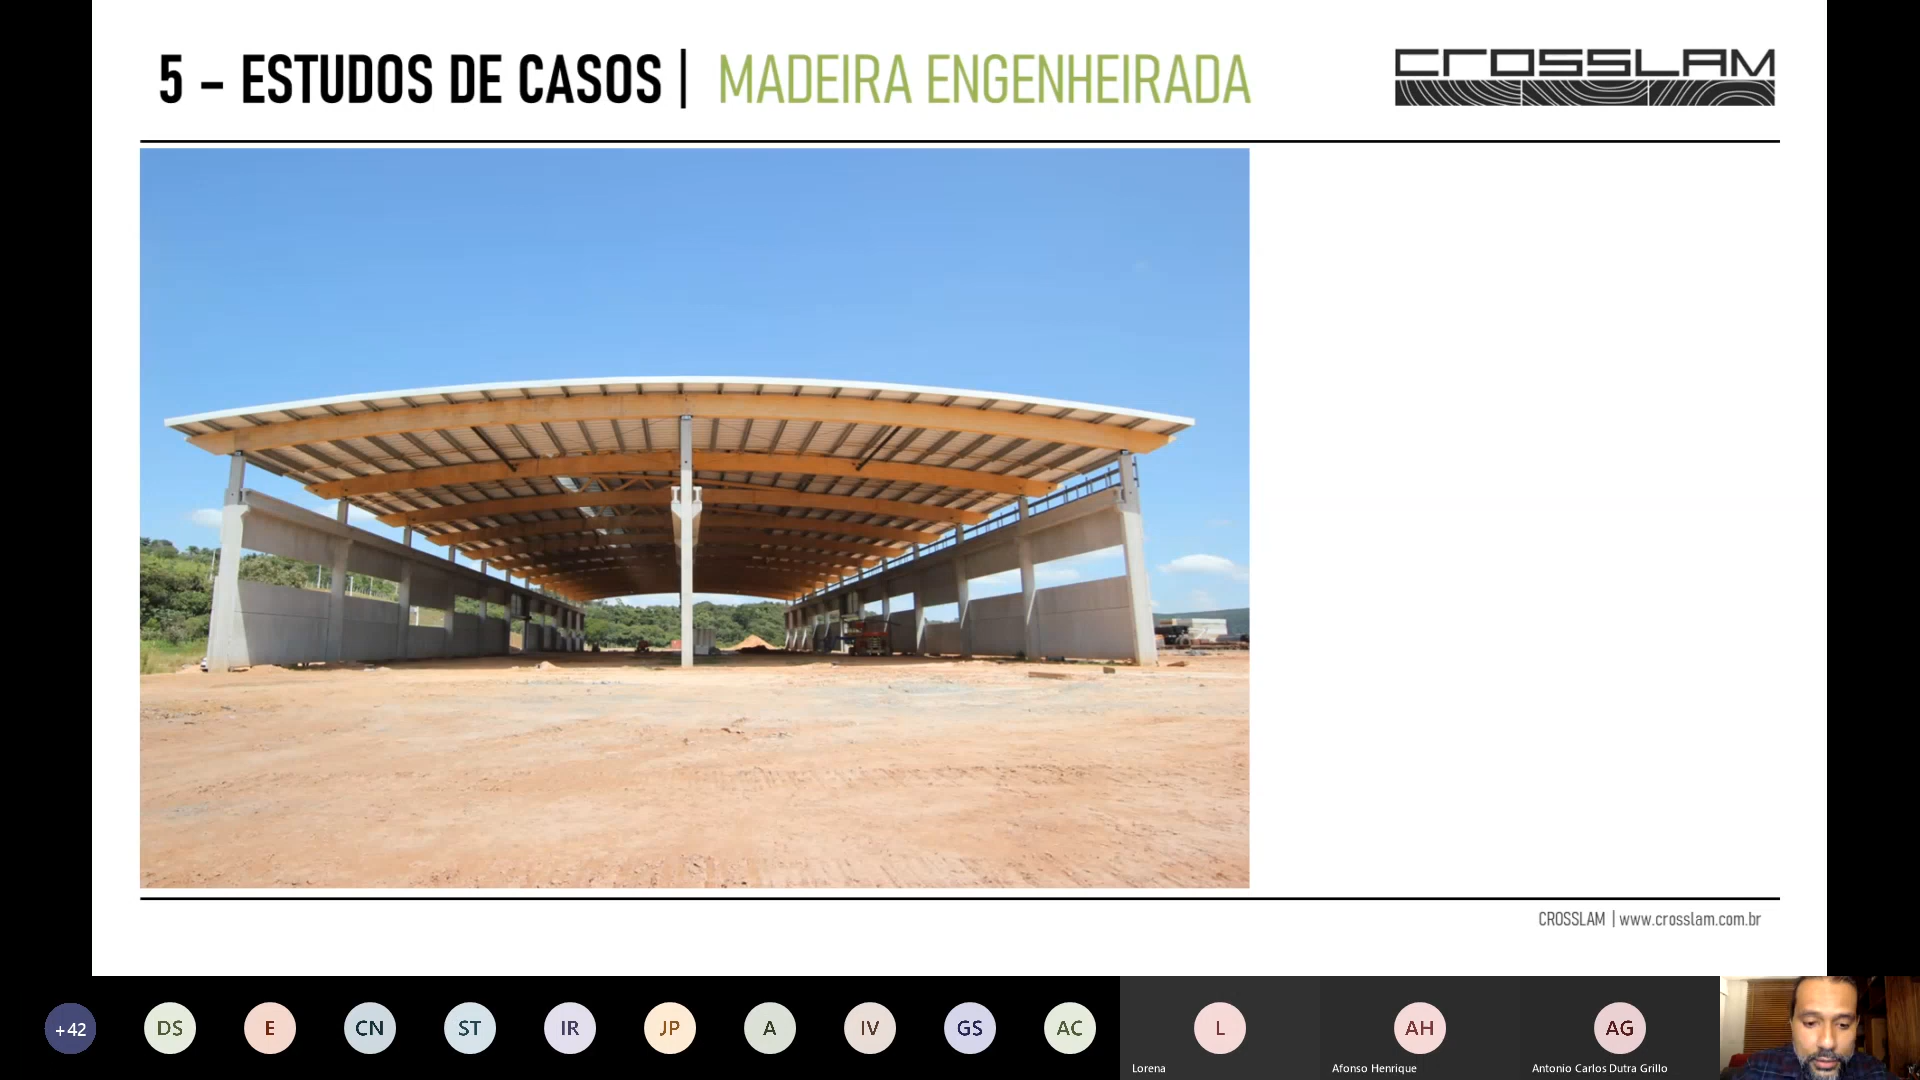 5 – ESTUDOS DE CASOS | MADEIRA ENGENHEIRADA
CROSSLAM
CROSSLAM | www.crosslam.com.br
+42
DS
E
CN
ST
IR
JP
A
IV
GS
AC
L
AH
AG
Lorena
Afonso Henrique
Antonio Carlos Dutra Grillo